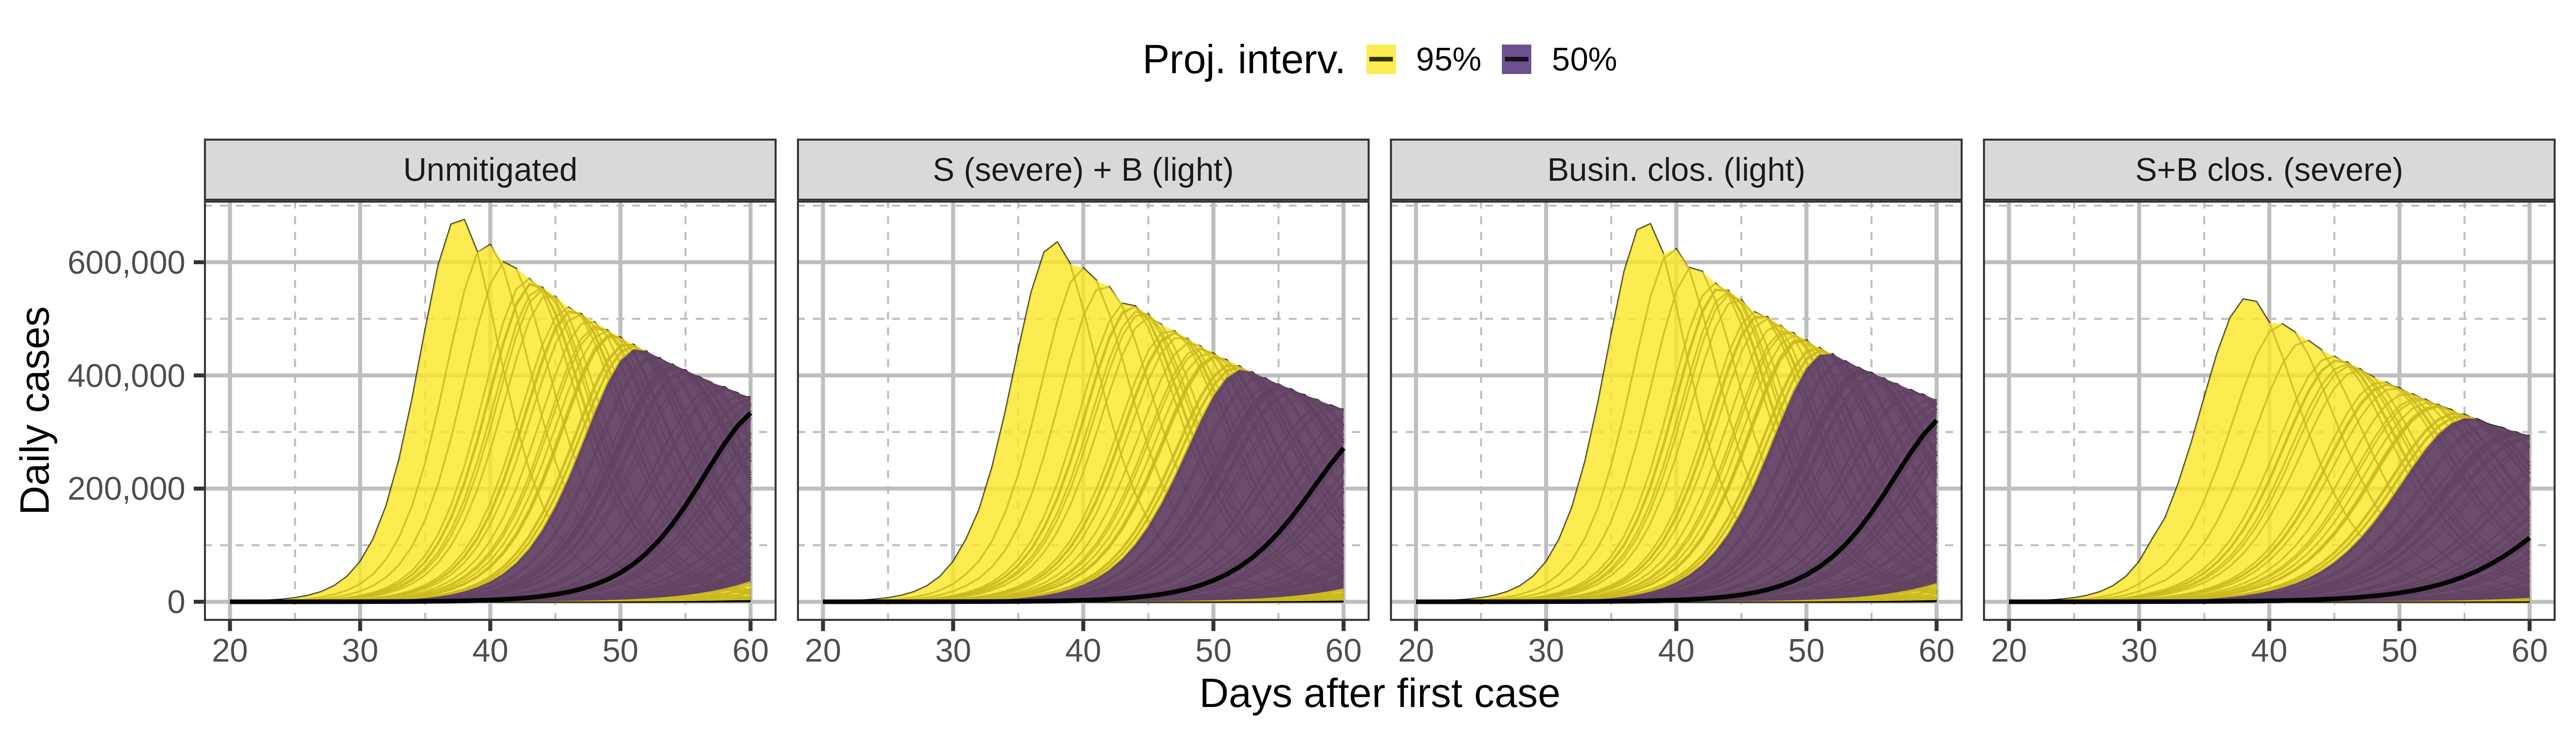 Proj. interv. 95% 50%
Unmitigated
S (severe) + B (light)
Busin. clos. (light)
S+B clos. (severe)
Daily cases
600,000
400,000
200,000
0
20 30 40 50 60
20 30 40 50 60
20 30 40 50 60
20 30 40 50 60
Days after first case